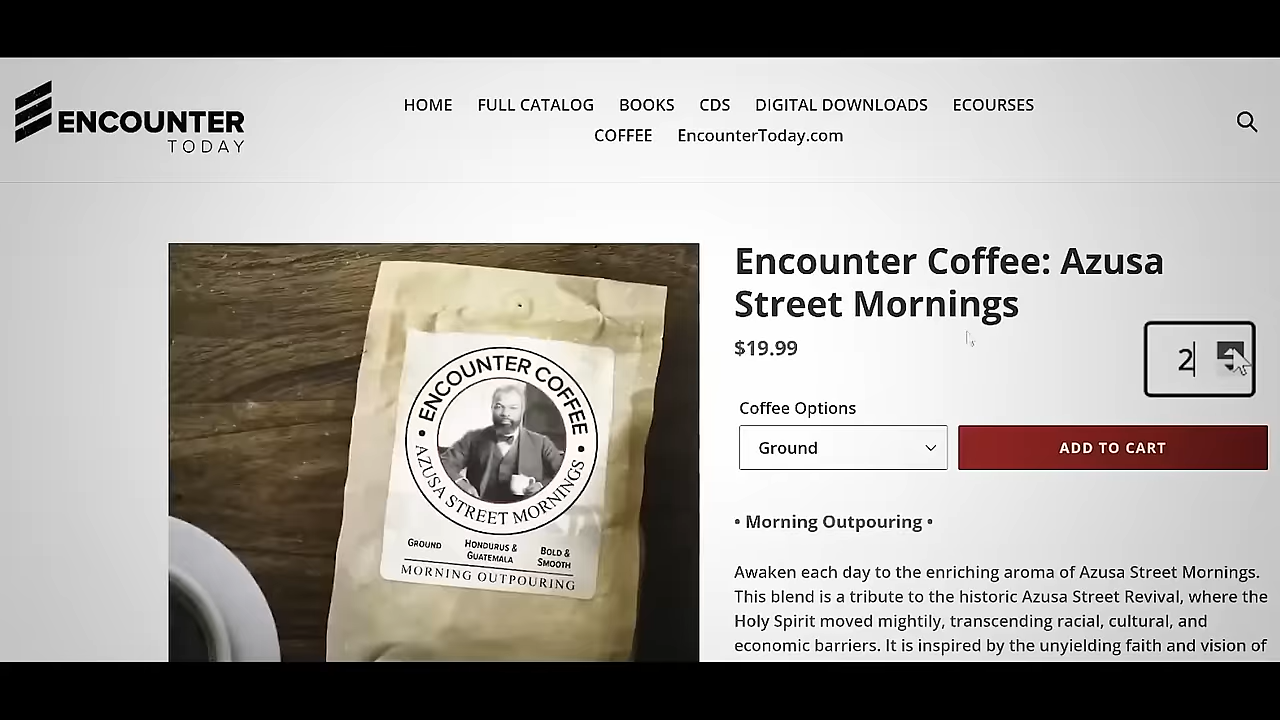 ENCOUNTER
TODAY
HOME FULL CATALOG BOOKS CDS DIGITAL DOWNLOADS ECOURSES
COFFEE EncounterToday.com
Encounter Coffee: Azusa
Street Mornings
$19.99
2
Coffee Options
Ground
ADD TO CART
• Morning Outpouring •
Awaken each day to the enriching aroma of Azusa Street Mornings.
This blend is a tribute to the historic Azusa Street Revival, where the
Holy Spirit moved mightily, transcending racial, cultural, and
economic barriers. It is inspired by the unyielding faith and vision of
• ENCOUNTER COFFEE •
AZUSA STREET MORNINGS
GROUND
HONDURUS &
GUATEMALA
BOLD &
SMOOTH
MORNING OUTPOURING